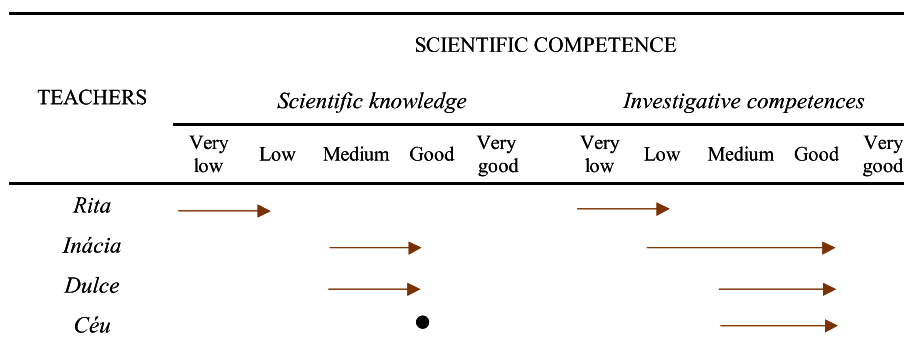 SCIENTIFIC COMPETENCE
TEACHERS
Scientific knowledge Investigative competences
Very low Low Medium Good Very good Very low Low Medium Good Very good
Rita
Inácia
Dulce
Céu